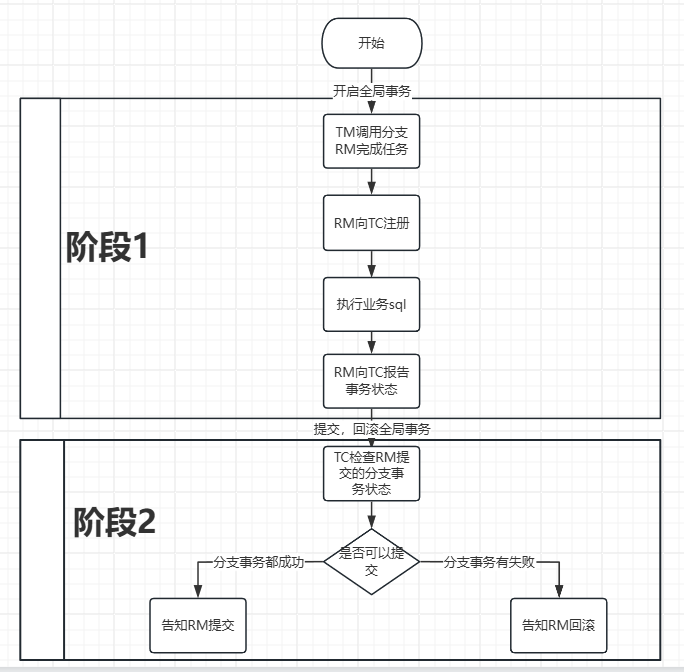 开始
开启全局事务
TM调用分支
RM完成任务
RM向TC注册
阶段1
执行业务sql
RM向TC报告
事务状态
提交，回滚全局事务
TC检查RM提
交的分支事
务状态
阶段2
是否可以提
交
分支事务都成功
分支事务有失败
告知RM提交
告知RM回滚